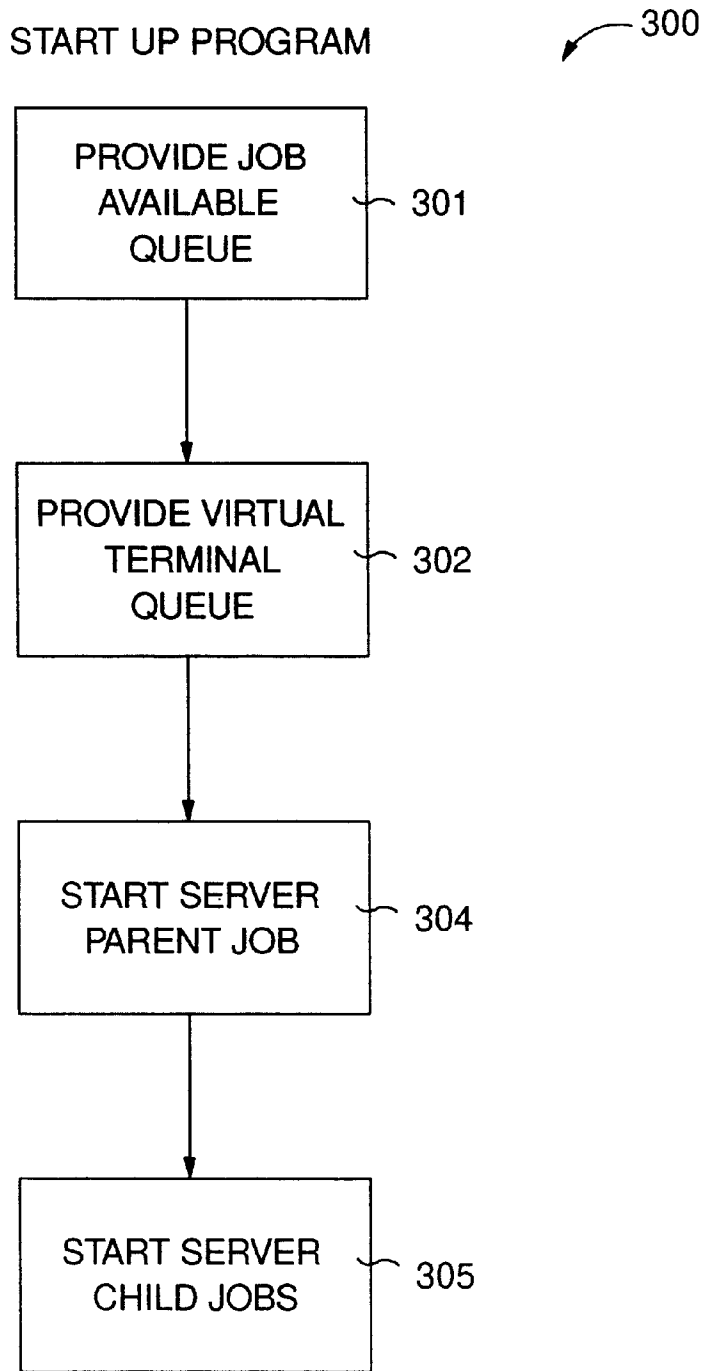 START UP PROGRAM
300
PROVIDE JOB
AVAILABLE
QUEUE
301
PROVIDE VIRTUAL
TERMINAL
QUEUE
302
START SERVER
PARENT JOB
304
START SERVER
CHILD JOBS
305